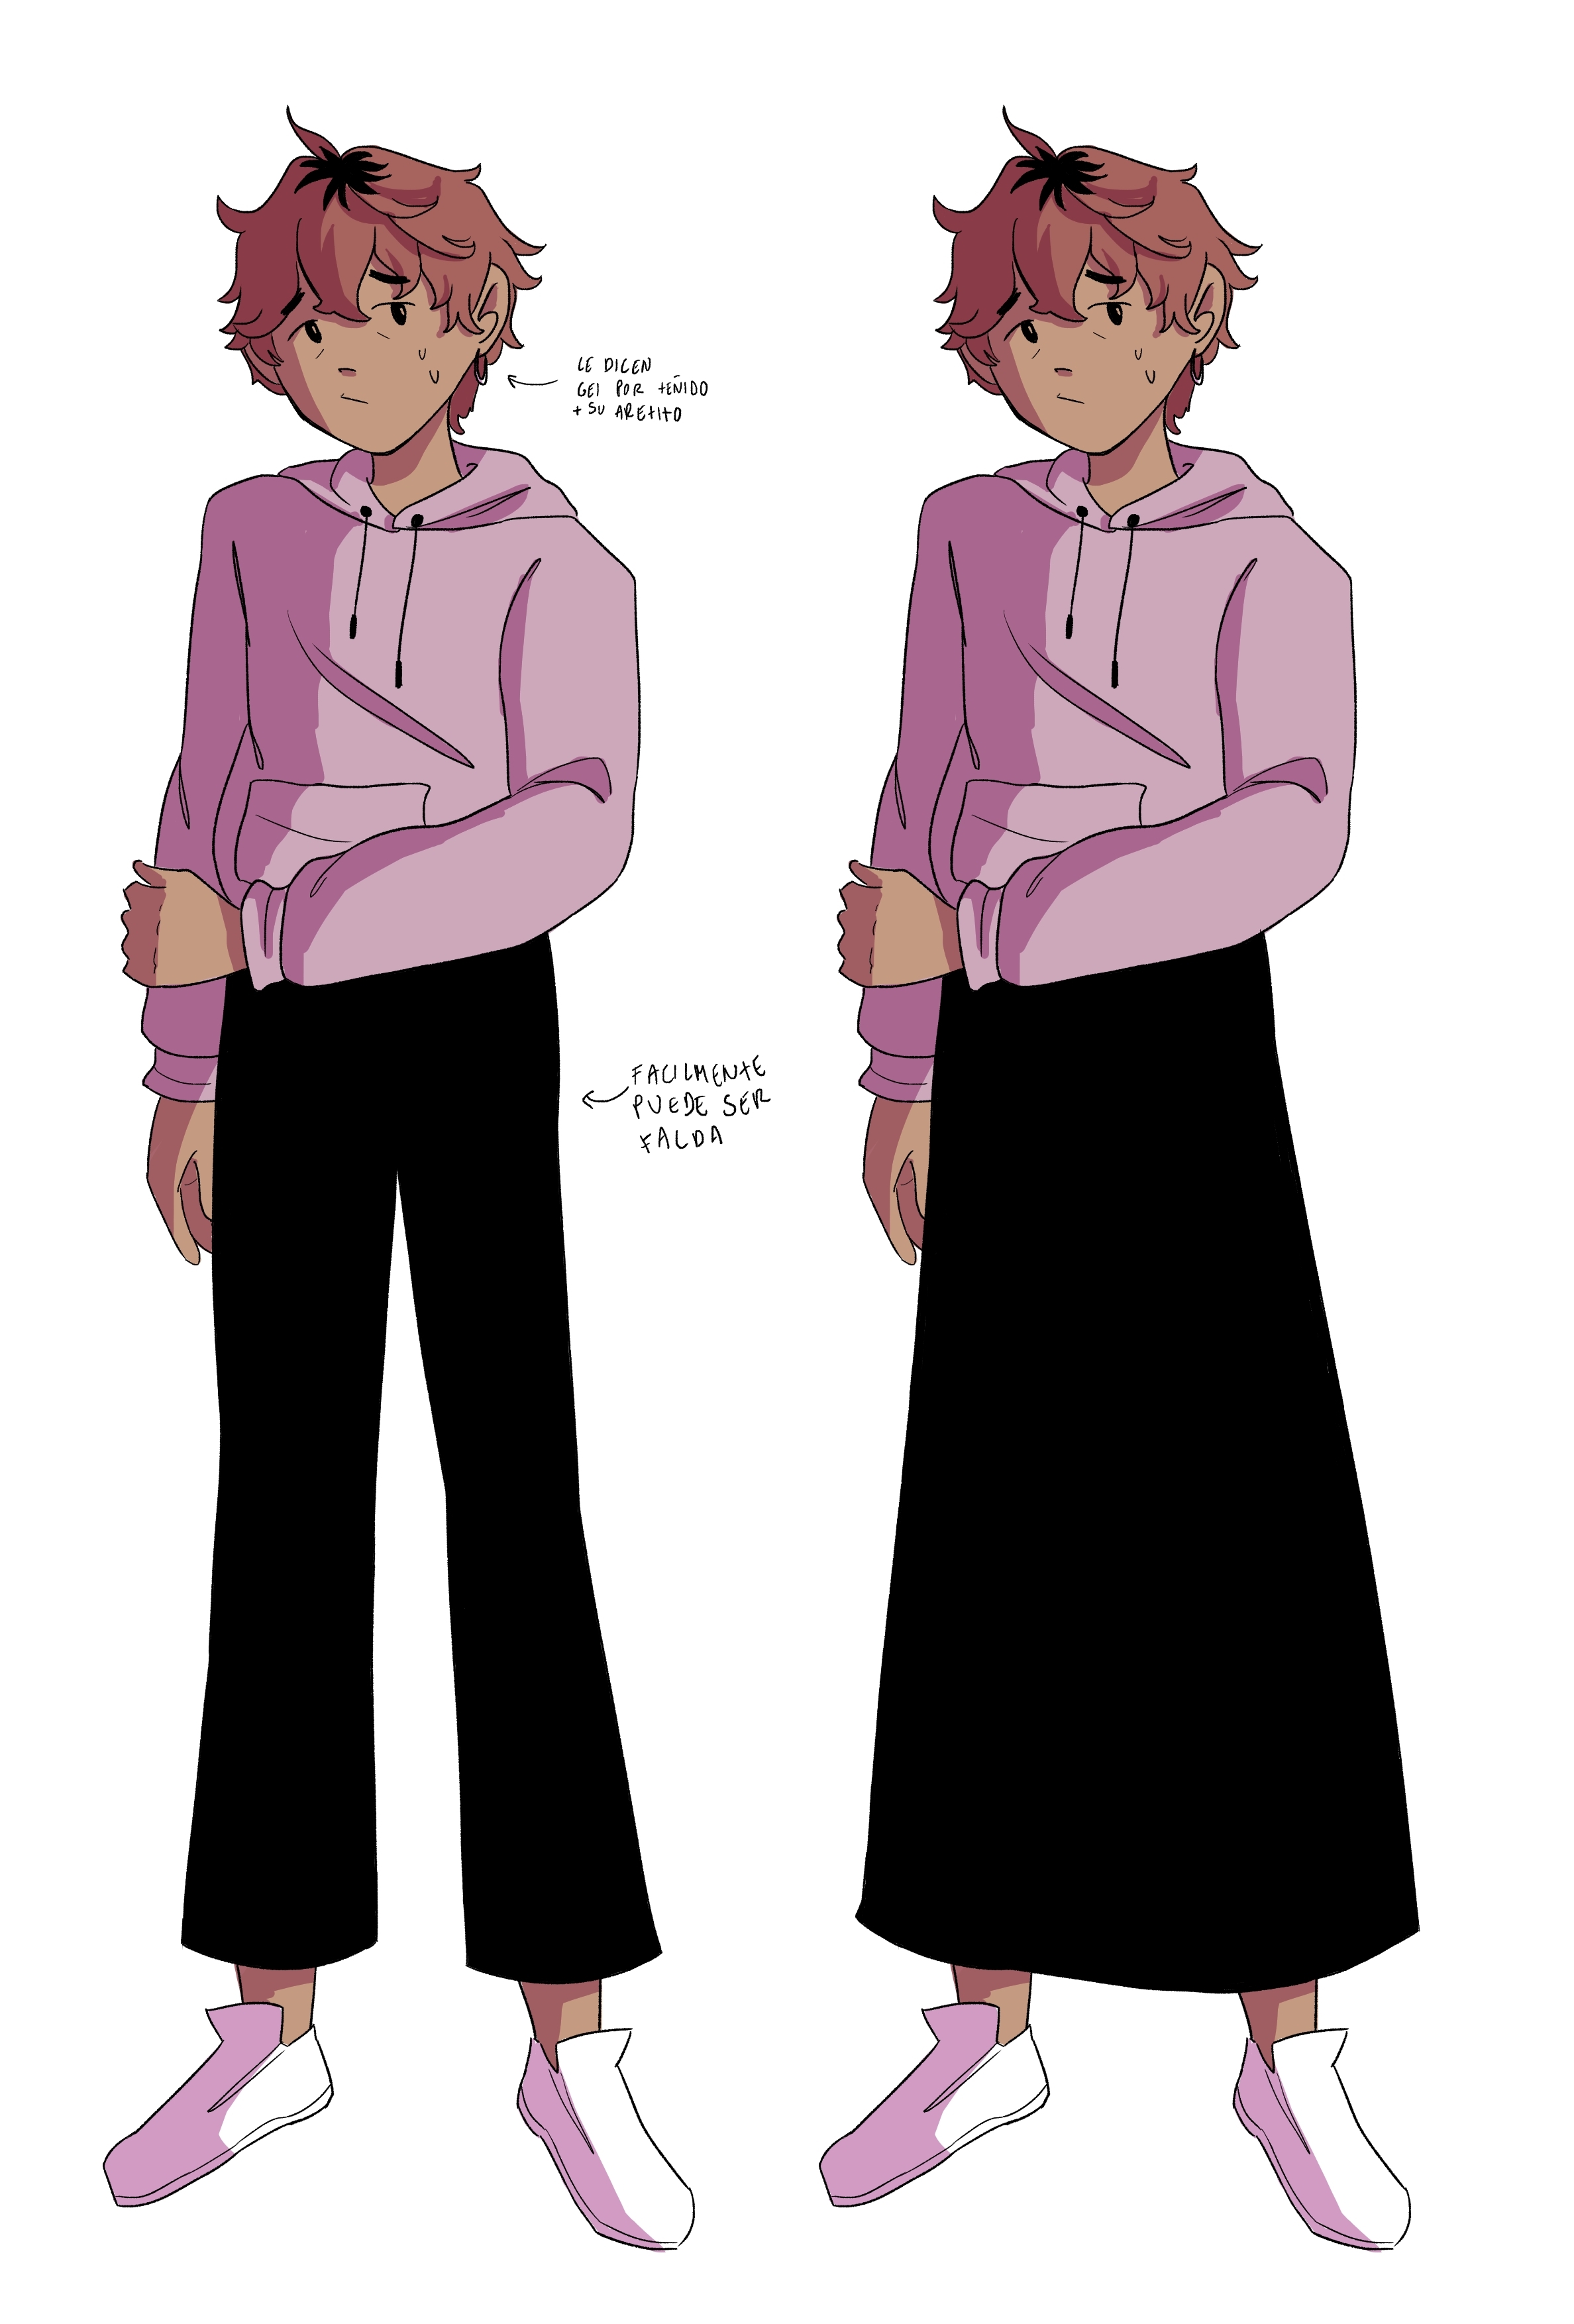 LE DICEN
GEI POR TEÑIDO
+ SU ARETITO
FACILMENTE
PUEDE SER
FALDA